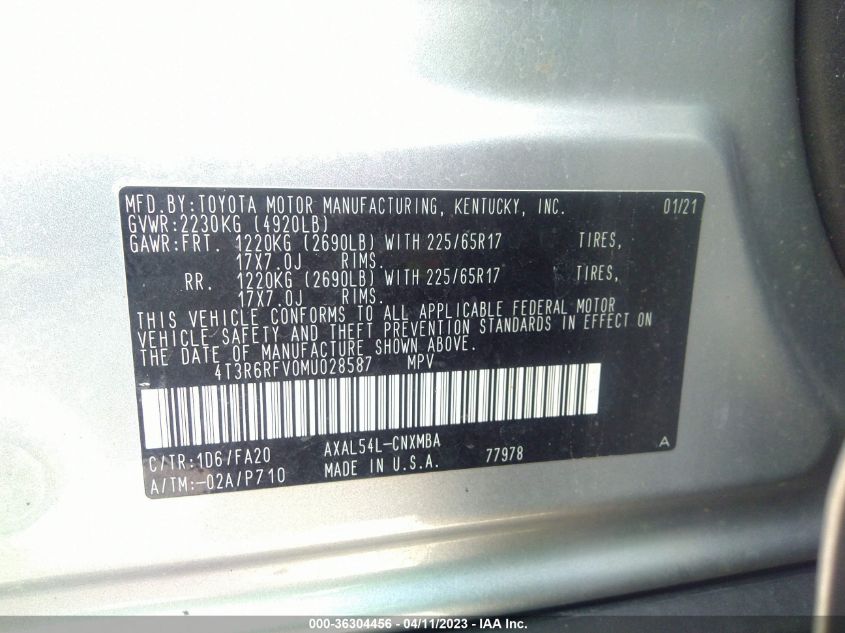 MFD.BY:TOYOTA MOTOR MANUFACTURING, KENTUCKY, INC. 01/21
GVWR:2230KG (4920LB)
GAWR:FRT. 1220KG (2690LB) WITH 225/65R17 TIRES,
17X7.0J RIMS.
RR. 1220KG (2690LB) WITH 225/65R17 TIRES,
17X7.0J RIMS.
THIS VEHICLE CONFORMS TO ALL APPLICABLE FEDERAL MOTOR
VEHICLE SAFETY AND THEFT PREVENTION STANDARDS IN EFFECT ON
THE DATE OF MANUFACTURE SHOWN ABOVE.
4T3R6RFV0MU028587 MPV
C/TR:1D6/FA20 AXAL54L-CNXMBA A
A/TM:-02A/P710 MADE IN U.S.A. 77978
000-36304456 - 04/11/2023 - IAA Inc.